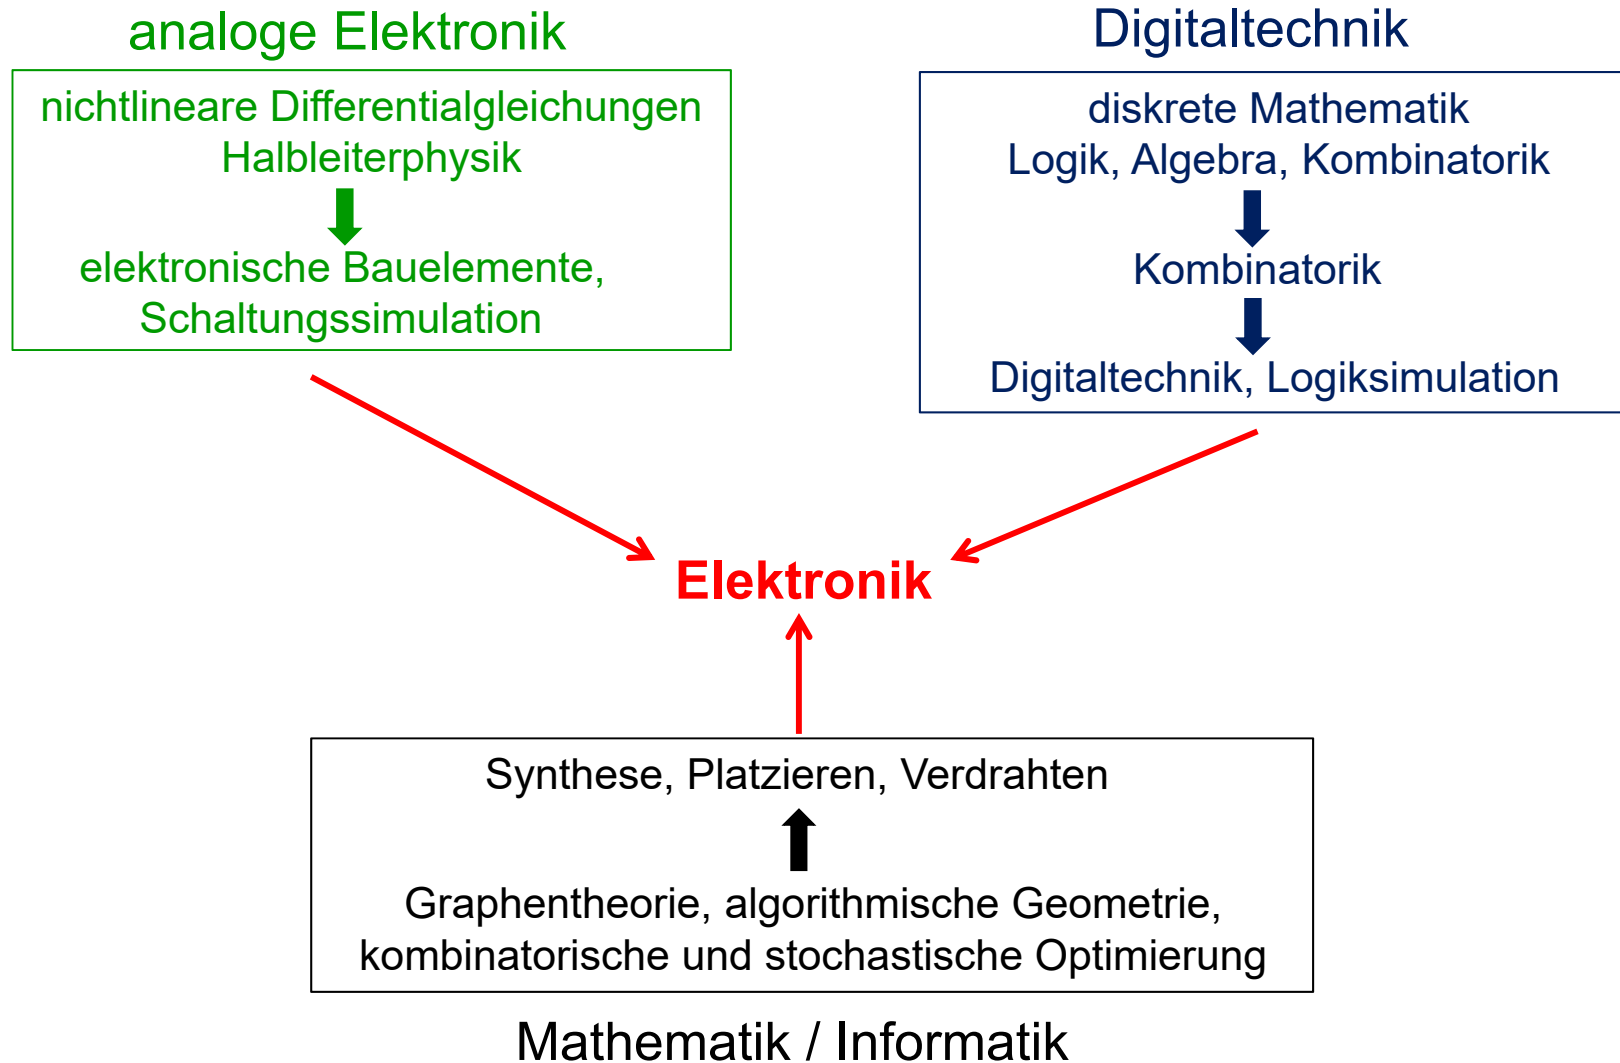 analoge Elektronik
nichtlineare Differentialgleichungen
Halbleiterphysik
elektronische Bauelemente,
Schaltungssimulation
Digitaltechnik
diskrete Mathematik
Logik, Algebra, Kombinatorik
Kombinatorik
Digitaltechnik, Logiksimulation
Elektronik
Synthese, Platzieren, Verdrahten
Graphentheorie, algorithmische Geometrie,
kombinatorische und stochastische Optimierung
Mathematik / Informatik